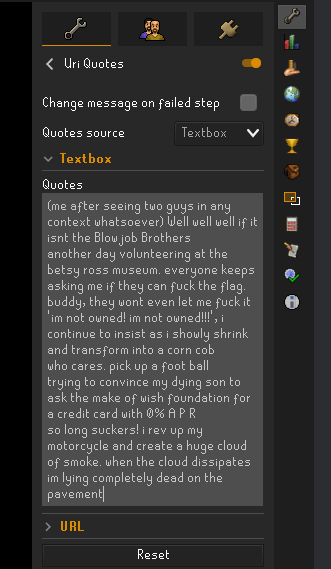 Uri Quotes
Change message on failed step
Quotes source
Textbox
Textbox
Quotes
(me after seeing two guys in any
context whatsoever) Well well well if it
isnt the Blowjob Brothers
another day volunteering at the
betsy ross museum. everyone keeps
asking me if they can fuck the flag.
buddy, they wont even let me fuck it
'im not owned! im not owned!!!', i
continue to insist as i slowly shrink
and transform into a corn cob
who cares. pick up a foot ball
trying to convince my dying son to
ask the make of wish foundation for
a credit card with 0% A P R
so long suckers! i rev up my
motorcycle and create a huge cloud
of smoke. when the cloud dissipates
im lying completely dead on the
pavement
URL
Reset